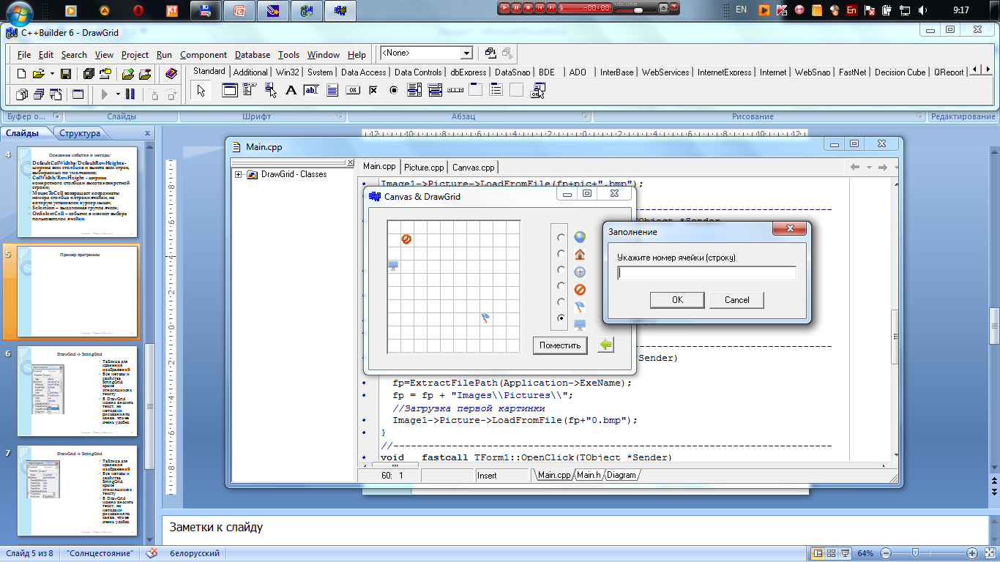 EN
En
9:17
VOLUME
C++Builder 6 - DrawGrid
File Edit Search View Project Run Component Database Tools Window Help
<None>
Standard Additional Win32 System Data Access Data Controls dbExpress DataSnap BDE ADO InterBase WebServices InternetExpress Internet WebSnap FastNet Decision Cube QReport
Буфер о... Слайды Шрифт Абзац Рисование Редактирование
Слайды Структура
4
Основные события и методы:
DefaultColWidths/DefaultRowHeights -
ширина всех столбцов и высота всех строк,
выбираемых по умолчанию;
ColWidth/RowHeight - ширина
конкретного столбца и высота конкретной
строки;
MouseToCell возвращает координаты
номера столбца и строки ячейки, на
которую установлен курсор мыши;
Selection – выделенная группа ячеек;
OnSelectCell – событие в момент выбора
пользователем ячейки.
5
Пример программы
6
DrawGrid -> StringGrid
Таблица для
хранения
изображений
Все методы и
свойства
StringGrid,
кроме
относящихся к
тексту
В DrawGrid
можно вносить
текст, но
методами
рисования по
канве, что не
очень удобно.
7
DrawGrid -> StringGrid
Таблица для
хранения
изображений
Все методы и
свойства
StringGrid,
кроме
относящихся к
тексту
В DrawGrid
можно вносить
текст, но
методами
рисования по
канве, что не
очень удобно.
Main.cpp
DrawGrid - Classes
Main.cpp Picture.cpp Canvas.cpp
Image1->Picture->LoadFromFile(fp+pic+".bmp");
Canvas & DrawGrid
Поместить
Заполнение
Укажите номер ячейки (строку)
OK Cancel
*Sender)
fp=ExtractFilePath(Application->ExeName);
fp = fp + "Images\\Pictures\\";
//Загрузка первой картинки
Image1->Picture->LoadFromFile(fp+"0.bmp");
}
//
void __fastcall TForm1::OpenClick(TObject *Sender)
60: 1 Insert Main.cpp Main.h Diagram
Заметки к слайду
Слайд 5 из 8 "Солнцестояние" белорусский 64%